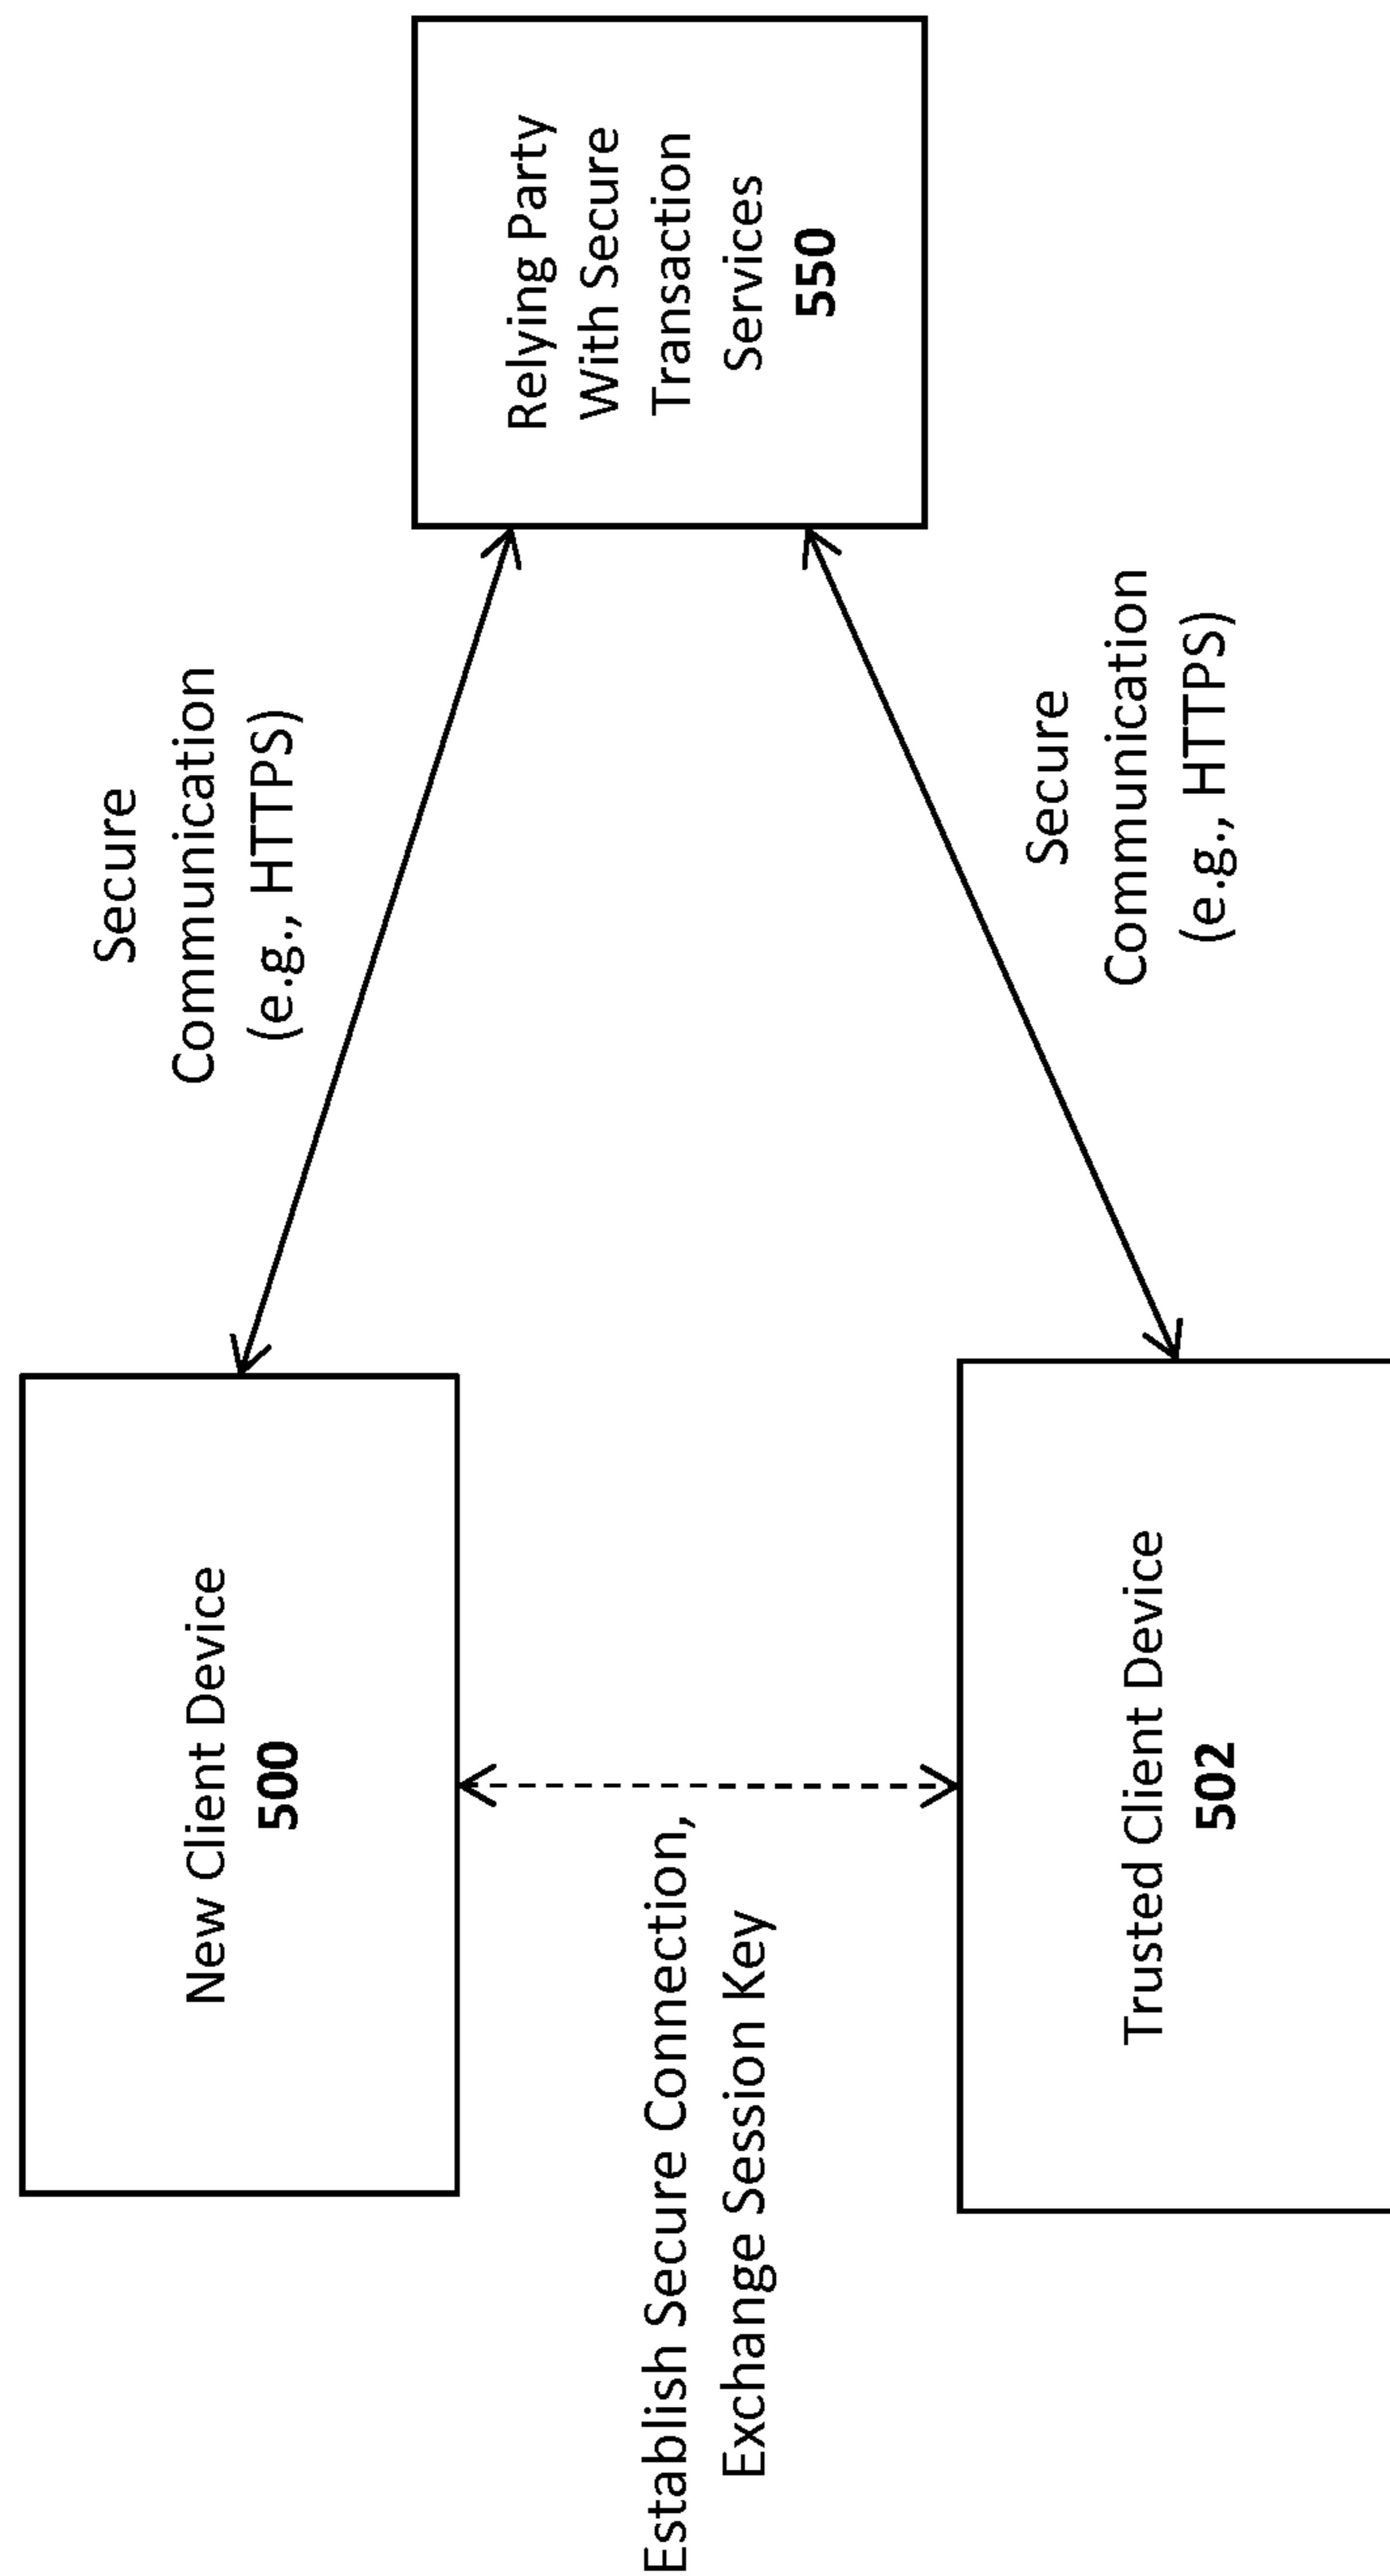 Secure
Communication
(e.g., HTTPS)
New Client Device
500
Relying Party
With Secure
Transaction
Services
550
Establish Secure Connection,
Exchange Session Key
Secure
Communication
(e.g., HTTPS)
Trusted Client Device
502